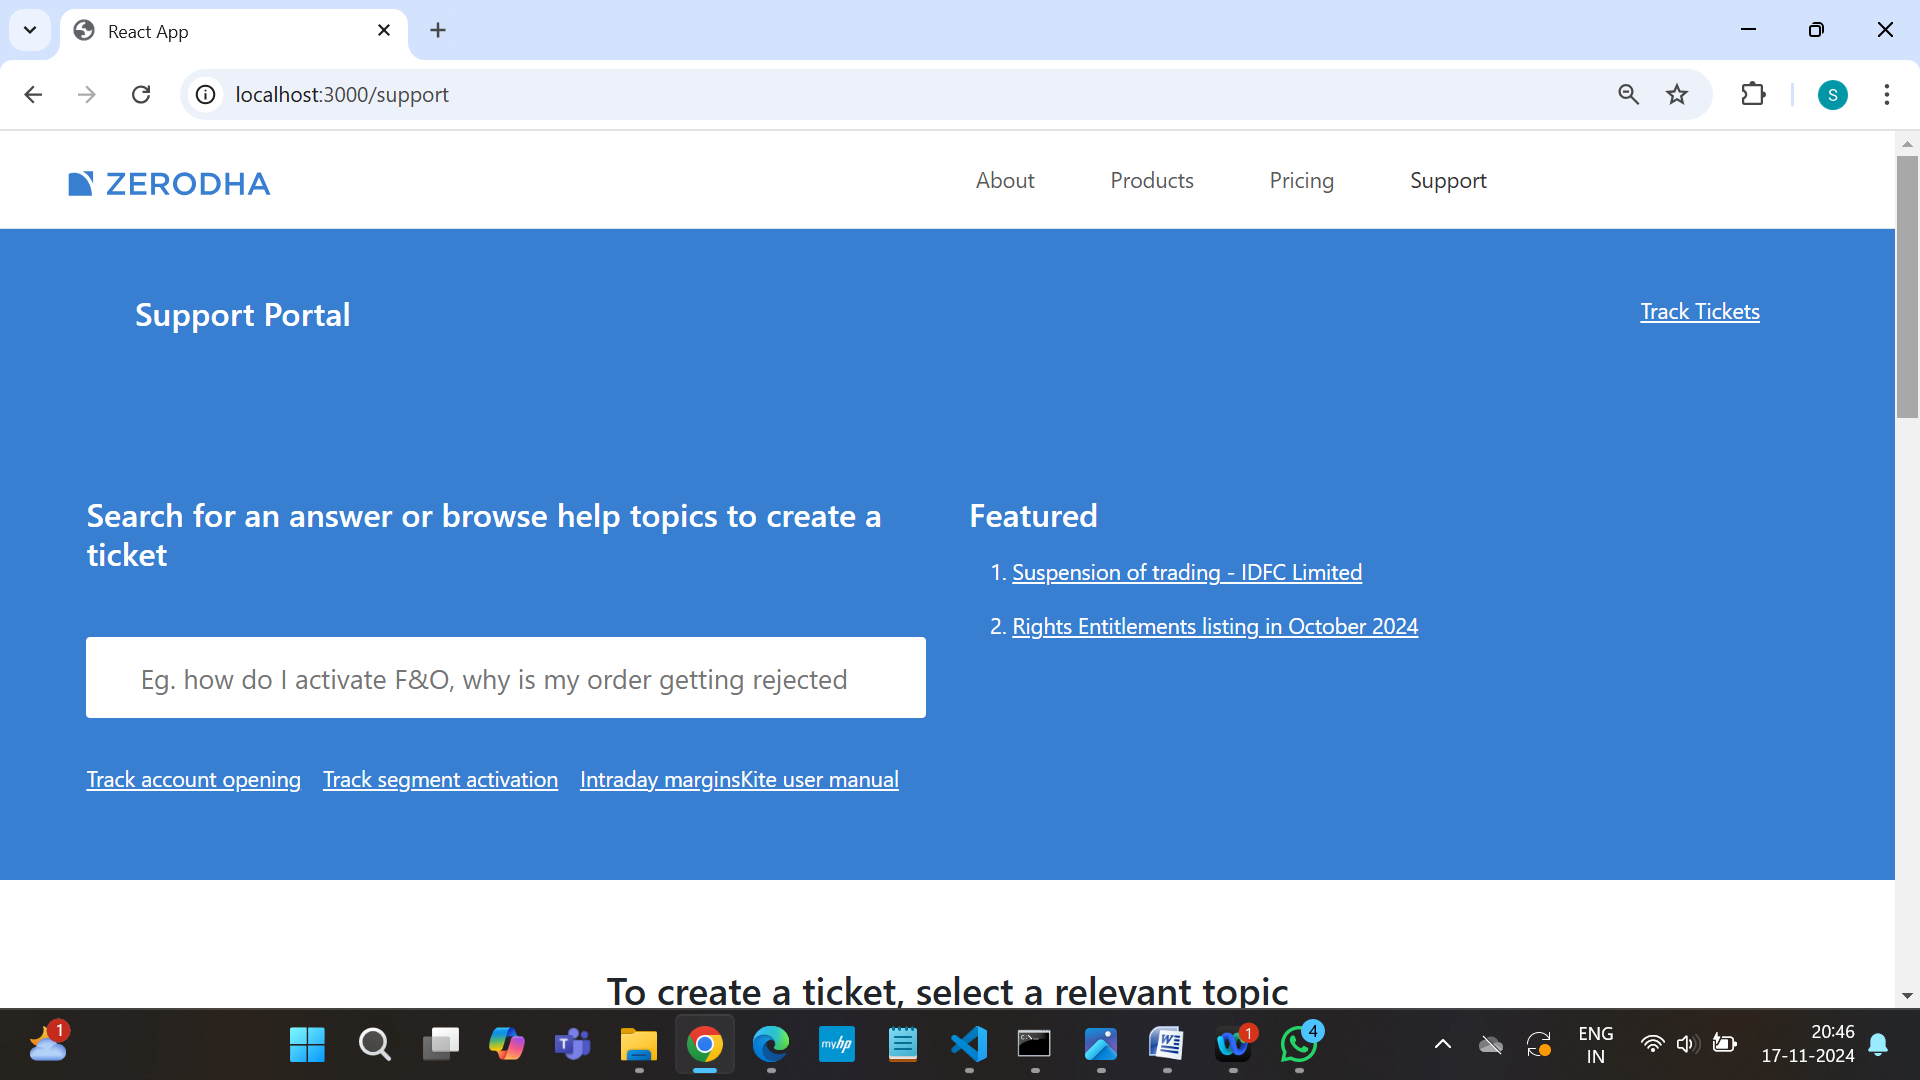 React App
localhost:3000/support
S
ZERODHA
About Products Pricing Support
Support Portal
Track Tickets
Search for an answer or browse help topics to create a
ticket
Eg. how do I activate F&O, why is my order getting rejected
Track account opening Track segment activation Intraday marginsKite user manual
Featured
1. Suspension of trading - IDFC Limited
2. Rights Entitlements listing in October 2024
To create a ticket, select a relevant topic
1
myhp
1
4
ENG
IN
20:46
17-11-2024